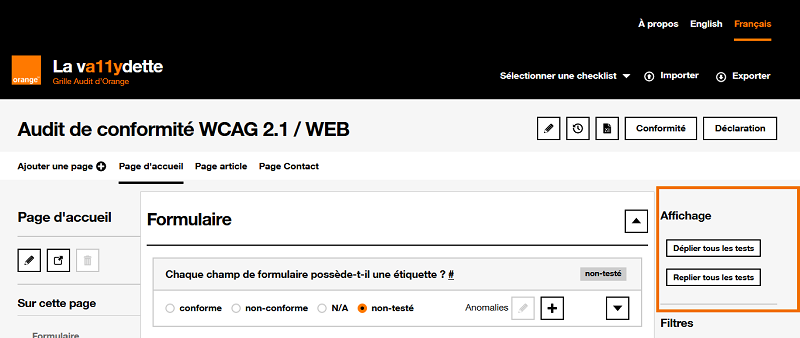 À propos English Français
La va11ydette
orange™
Grille Audit d'Orange
Sélectionner une checklist Importer Exporter
Audit de conformité WCAG 2.1 / WEB
Conformité Déclaration
Ajouter une page Page d'accueil Page article Page Contact
Page d'accueil
Formulaire
Affichage
Déplier tous les tests
Replier tous les tests
Chaque champ de formulaire possède-t-il une étiquette ? # non-testé
Sur cette page
conforme non-conforme N/A non-testé Anomalies
Filtres
Formulaire